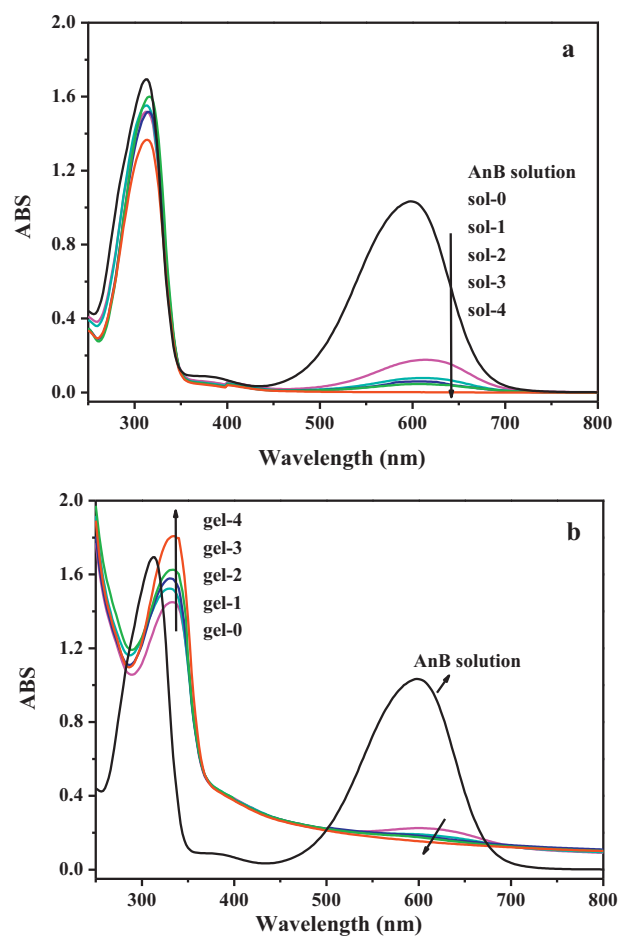 2.0
a
1.6
AnB solution
1.2
sol-0
sol-1
ABS
0.8
sol-2
sol-3
sol-4
0.4
0.0
300 400 500 600 700 800
Wavelength (nm)
2.0
gel-4
b
gel-3
1.6
gel-2
gel-1
gel-0
1.2
AnB solution
ABS
0.8
0.4
0.0
300 400 500 600 700 800
Wavelength (nm)